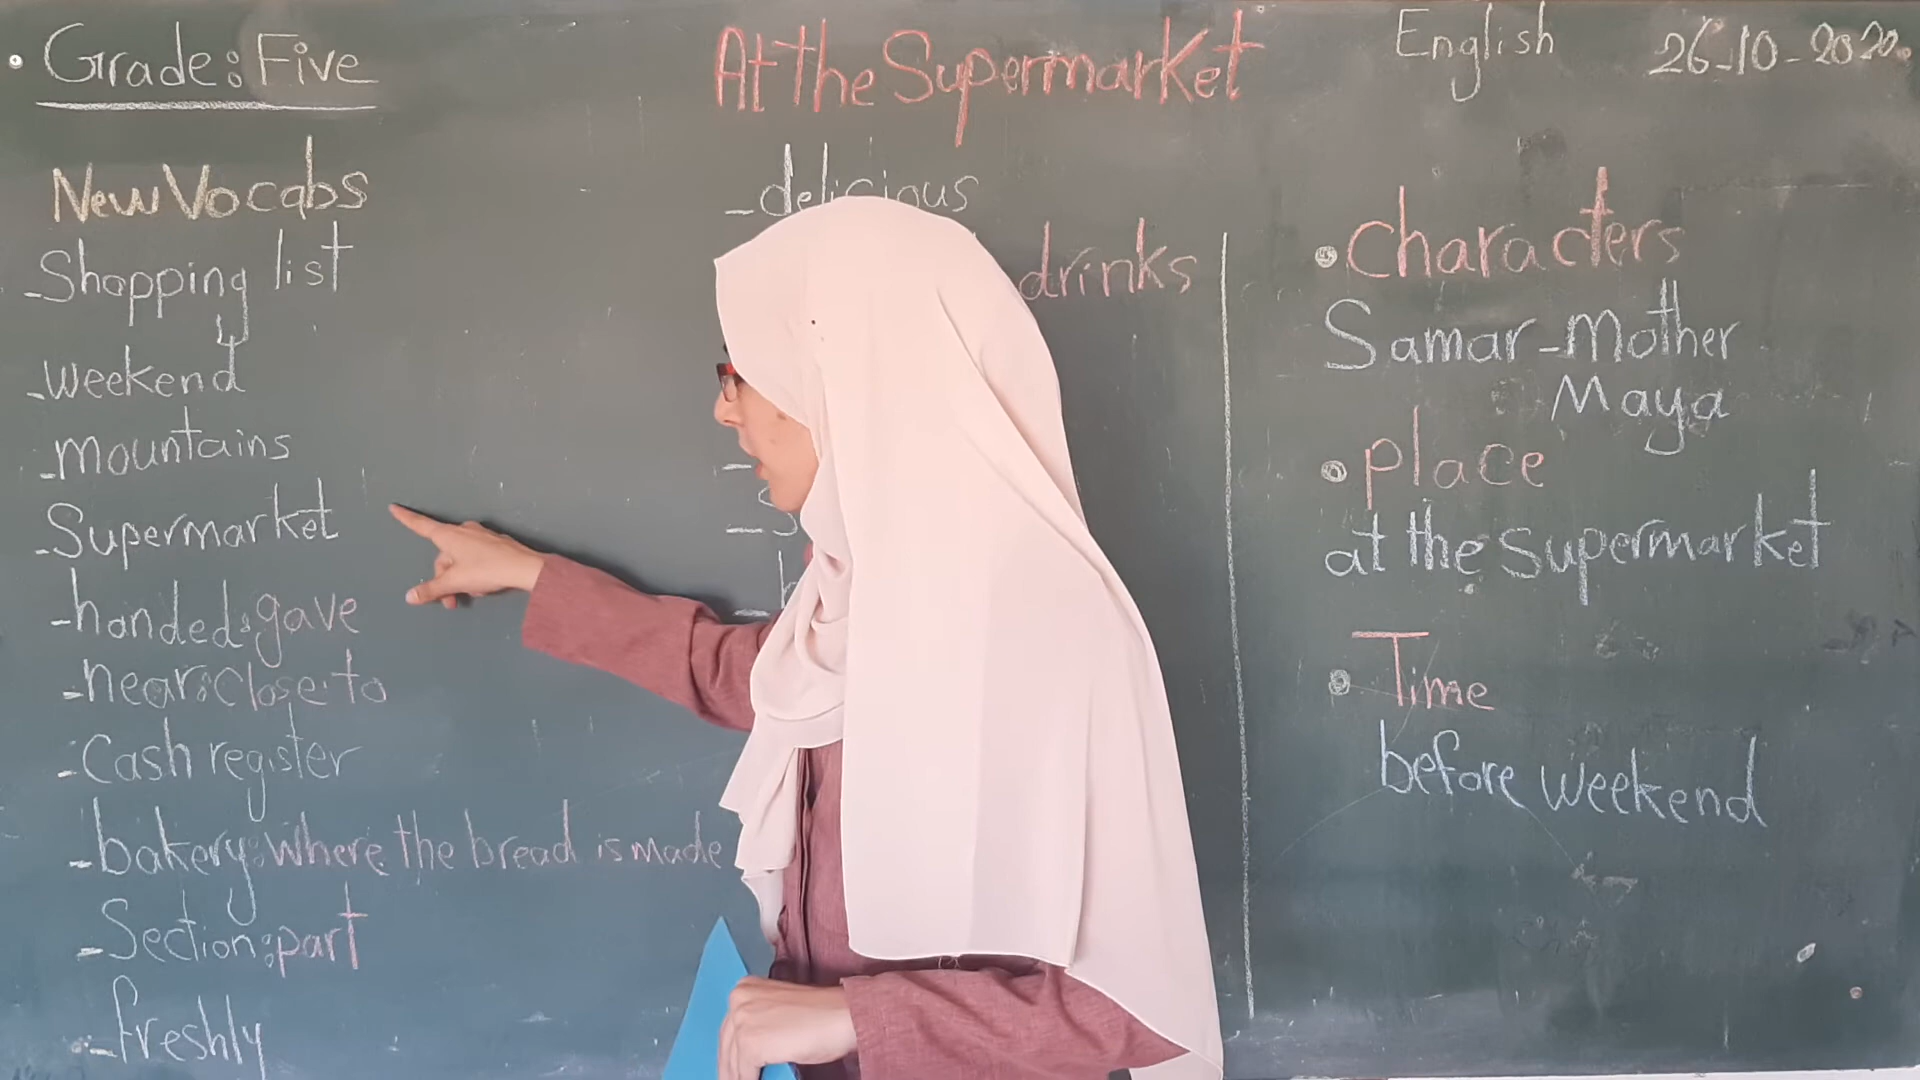 Grade: Five
At the Supermarket
English
26-10-2020
New Vocabs
-Shopping list
-weekend
-mountains
-Supermarket
-handed: gave
-near: close to
-Cash register
-bakery: where the bread is made
-Section: part
-freshly
-delicious
drinks
Characters
Samar-Mother
Maya
place
at the Supermarket
Time
before weekend